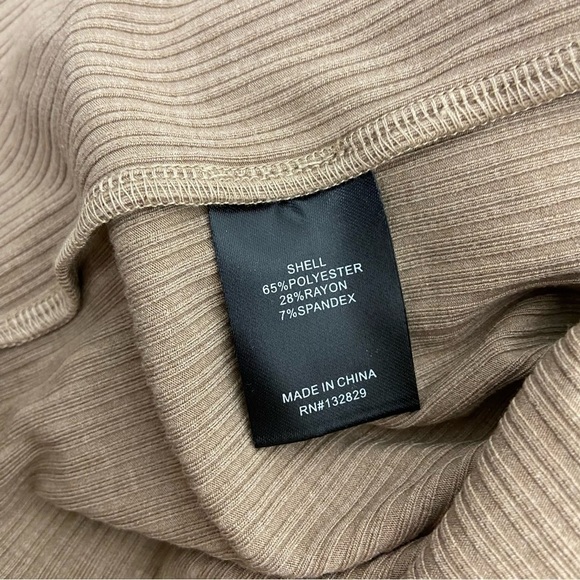 SHELL
65%POLYESTER
28%RAYON
7%SPANDEX
MADE IN CHINA
RN#132829